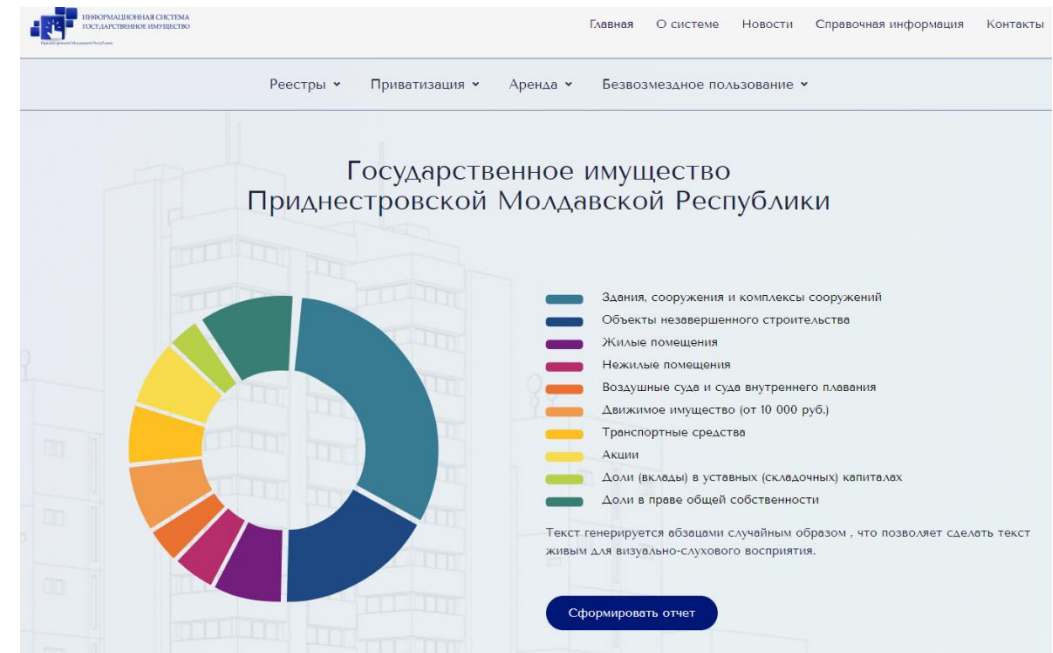 ИНФОРМАЦИОННАЯ СИСТЕМА
ГОСУДАРСТВЕННОЕ ИМУЩЕСТВО
Приднестровской Молдавской Республики
Главная О системе Новости Справочная информация Контакты
Реестры Приватизация Аренда Безвозмездное пользование
Государственное имущество
Приднестровской Молдавской Республики
Здания, сооружения и комплексы сооружений
Объекты незавершенного строительства
Жилые помещения
Нежилые помещения
Воздушные суда и суда внутреннего плавания
Движимое имущество (от 10 000 руб.)
Транспортные средства
Акции
Доли (вклады) в уставных (складочных) капиталах
Доли в праве общей собственности
Текст генерируется абзацами случайным образом , что позволяет сделать текст
живым для визуально-слухового восприятия.
Сформировать отчет